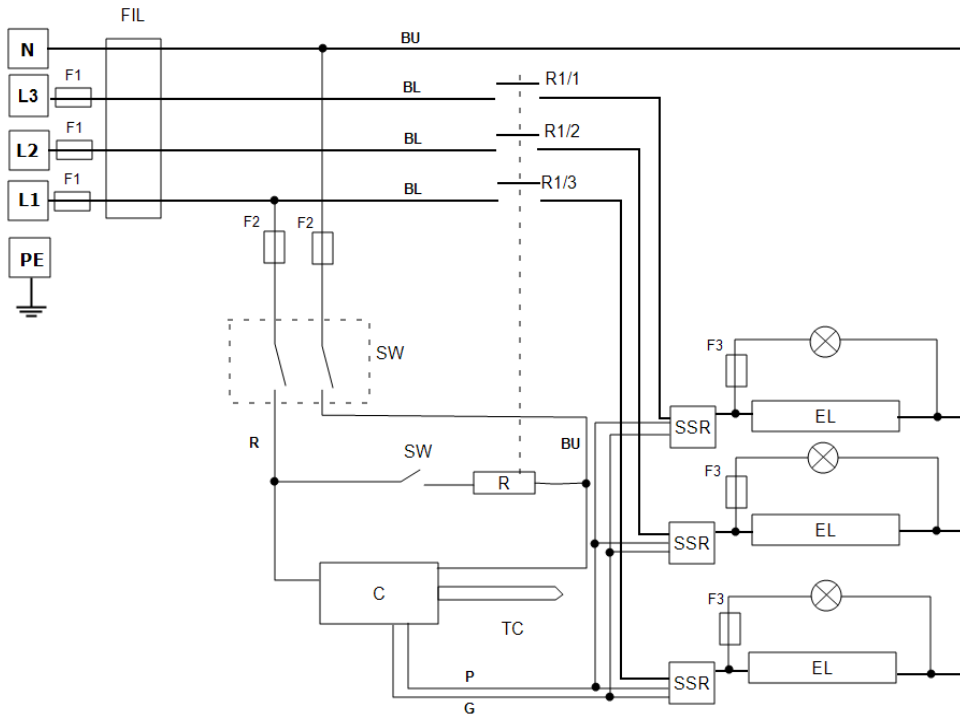 FIL
N
BU
F1
L3
BL
R1/1
F1
L2
BL
R1/2
F1
L1
BL
R1/3
F2
F2
PE
SW
F3
EL
SSR
R
SW
BU
R
F3
EL
SSR
C
TC
F3
EL
SSR
P
G